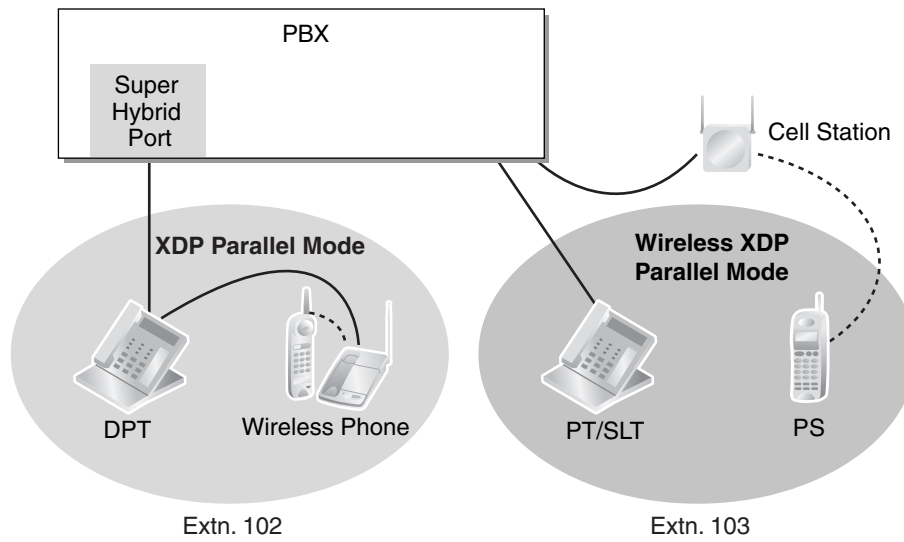 PBX
Super
Hybrid
Port
Cell Station
XDP Parallel Mode
Wireless XDP
Parallel Mode
DPT
Wireless Phone
PT/SLT
PS
Extn. 102
Extn. 103